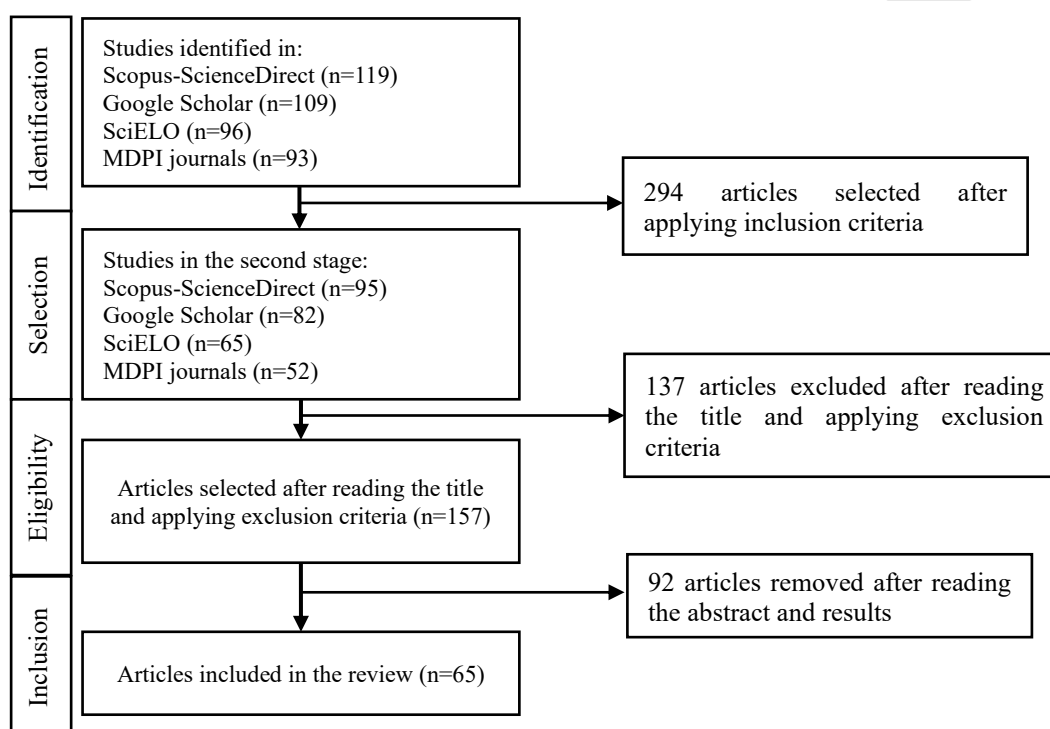 Identification
Studies identified in:
Scopus-ScienceDirect (n=119)
Google Scholar (n=109)
SciELO (n=96)
MDPI journals (n=93)
294 articles selected after
applying inclusion criteria
Selection
Studies in the second stage:
Scopus-ScienceDirect (n=95)
Google Scholar (n=82)
SciELO (n=65)
MDPI journals (n=52)
137 articles excluded after reading
the title and applying exclusion
criteria
Eligibility
Articles selected after reading the title
and applying exclusion criteria (n=157)
92 articles removed after reading
the abstract and results
Inclusion
Articles included in the review (n=65)